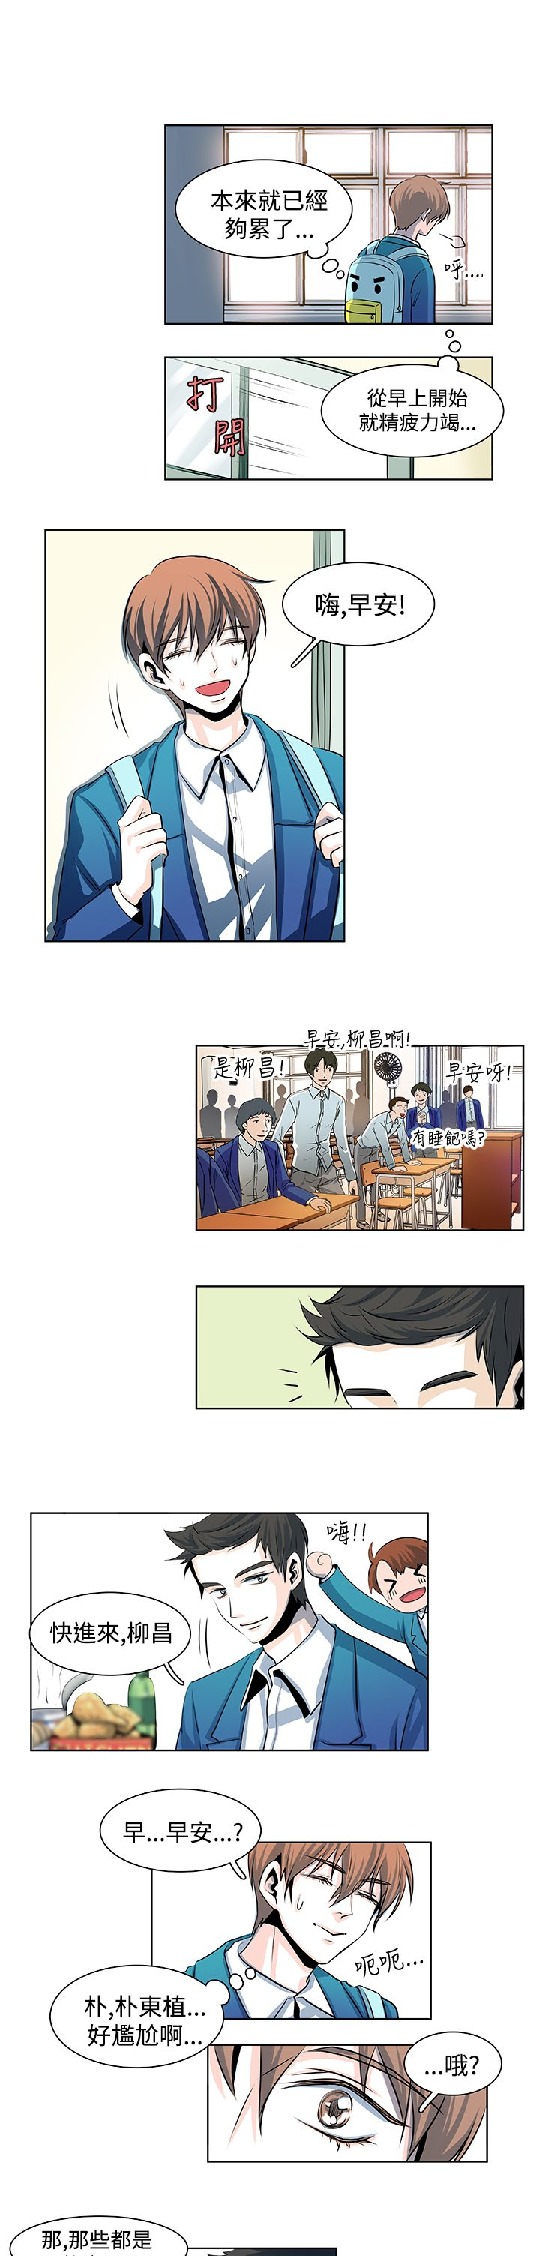 本來就已經
夠累了...
呼....
從早上開始
就精疲力竭...
打
開
嗨,早安!
早安,柳昌啊!
是柳昌!
早安呀!
有睡飽嗎?
嗨!!
快進來,柳昌
早...早安...?
呃呃...
朴,朴東植...
好尷尬啊...
...哦?
那,那些都是